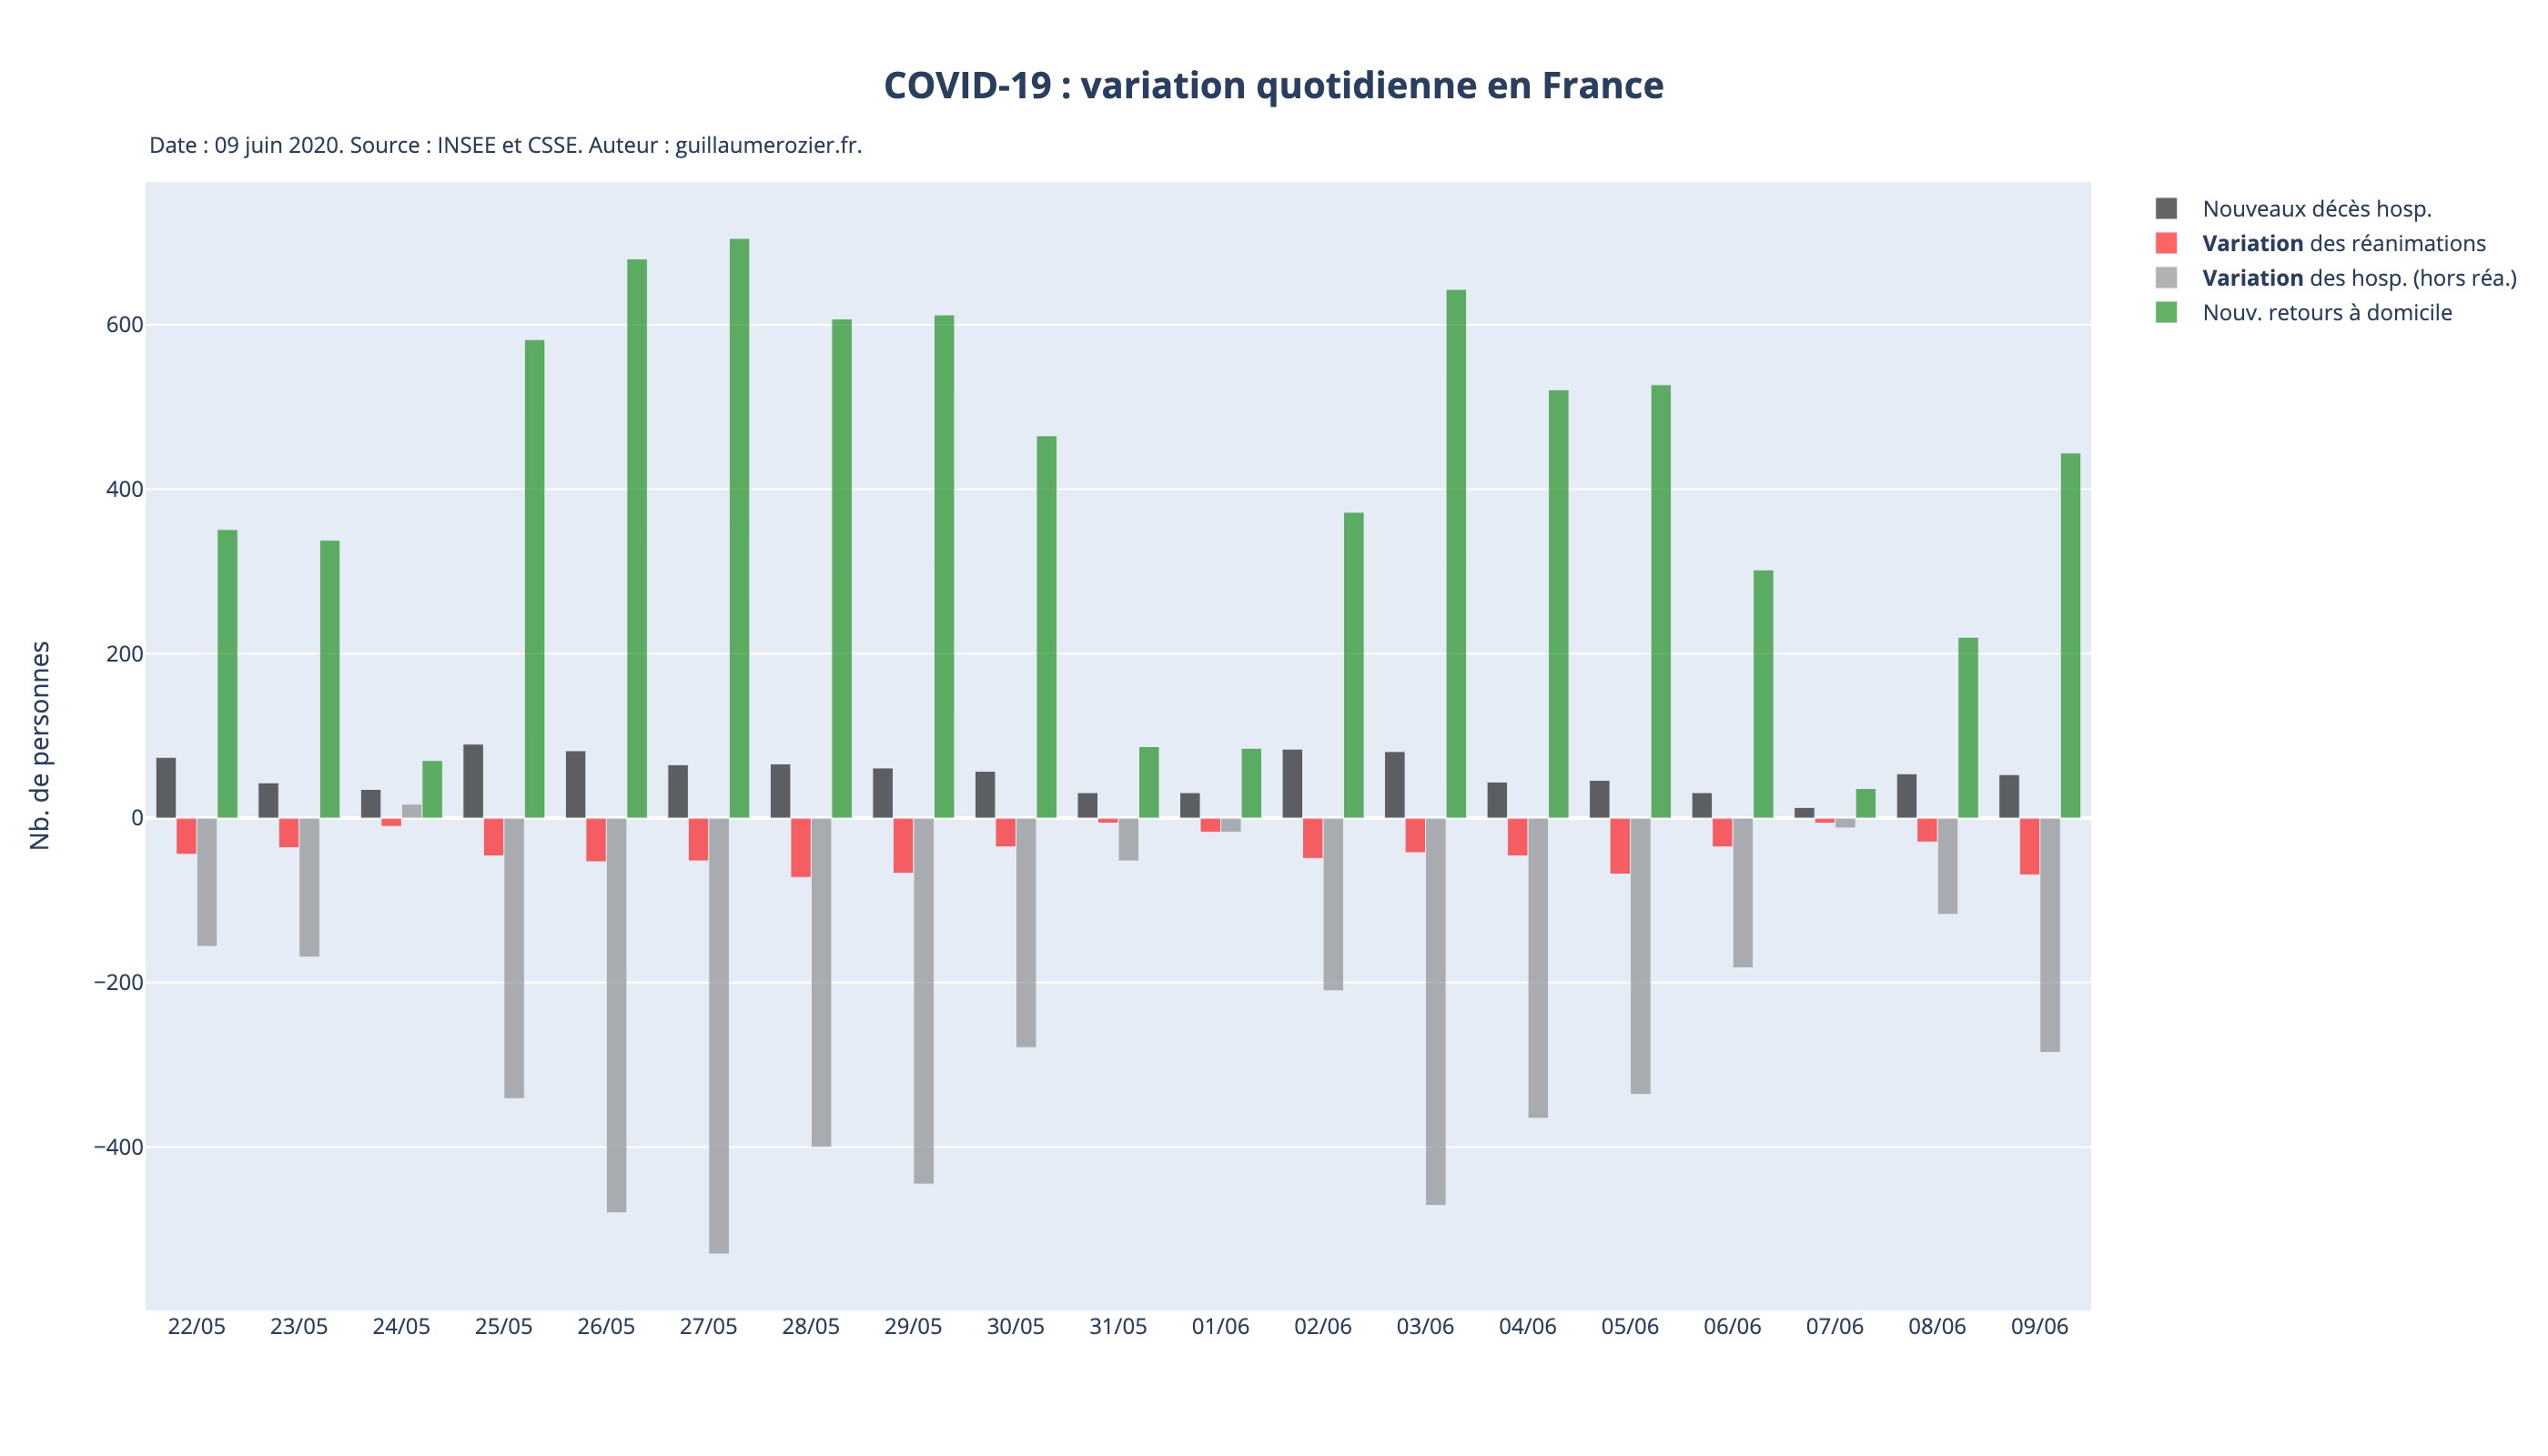 COVID-19 : variation quotidienne en France
Date : 09 juin 2020. Source : INSEE et CSSE. Auteur : guillaumerozier.fr.
Nouveaux décès hosp.
Variation des réanimations
Variation des hosp. (hors réa.)
Nouv. retours à domicile
Nb. de personnes
600
400
200
0
−200
−400
22/05 23/05 24/05 25/05 26/05 27/05 28/05 29/05 30/05 31/05 01/06 02/06 03/06 04/06 05/06 06/06 07/06 08/06 09/06